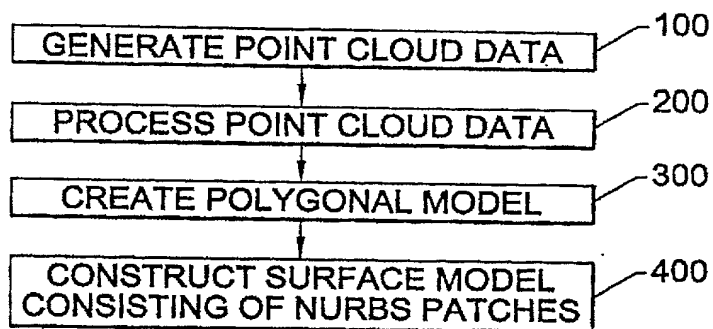 GENERATE POINT CLOUD DATA
100
PROCESS POINT CLOUD DATA
200
CREATE POLYGONAL MODEL
300
CONSTRUCT SURFACE MODEL
CONSISTING OF NURBS PATCHES
400